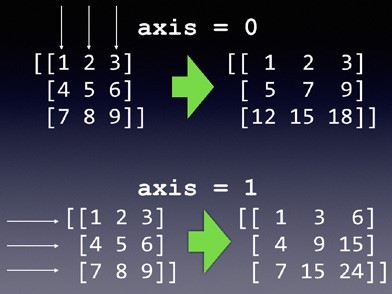 axis = 0
[[1 2 3] [[ 1 2 3]
[4 5 6] [ 5 7 9]
[7 8 9]] [12 15 18]]
axis = 1
[[1 2 3] [[ 1 3 6]
[4 5 6] [ 4 9 15]
[7 8 9]] [ 7 15 24]]